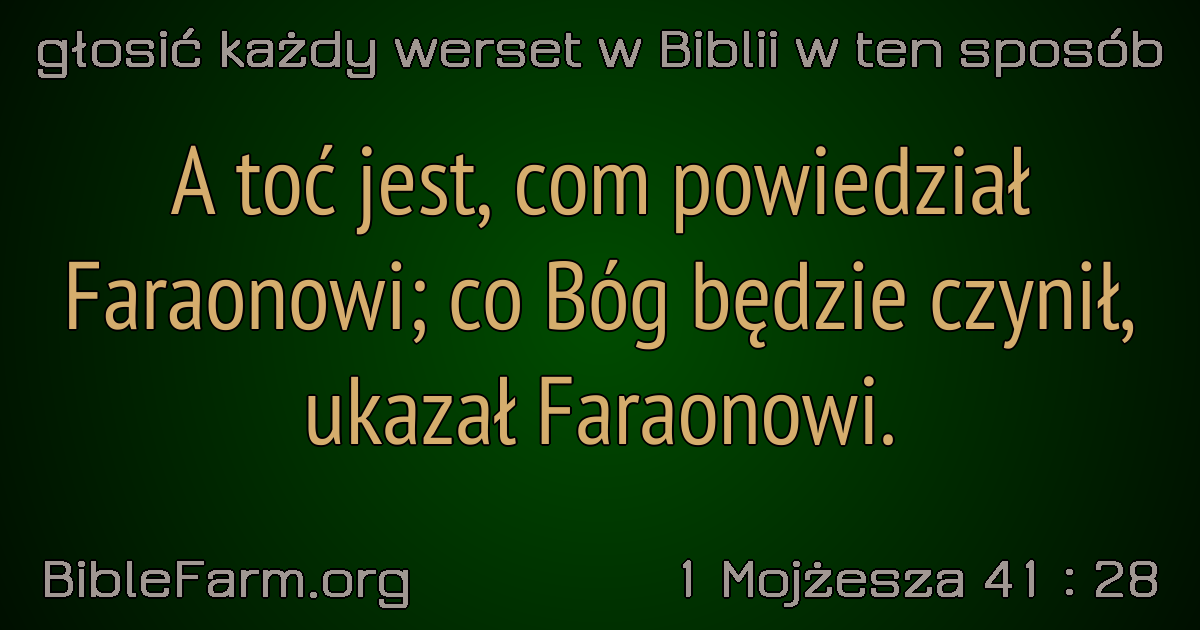 głosić każdy werset w Biblii w ten sposób
A toć jest, com powiedział
Faraonowi; co Bóg będzie czynił,
ukazał Faraonowi.
BibleFarm.org
1 Mojżesza 41 : 28